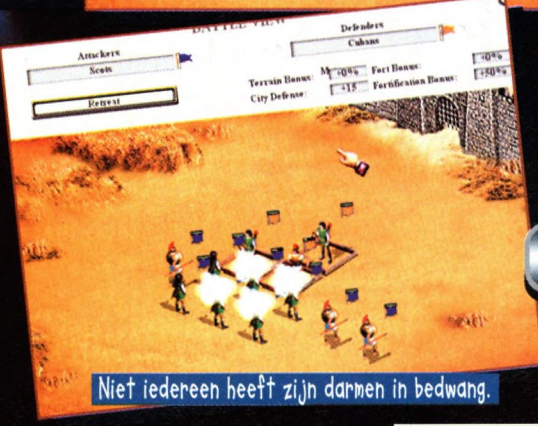 BATTLE VIEW
Attackers
Scots
Retreat
Defenders
Cubans
Terrain Bonus: +0% Fort Bonus: +0%
City Defense: +15 Fortification Bonus: +50%
Niet iedereen heeft zijn darmen in bedwang.